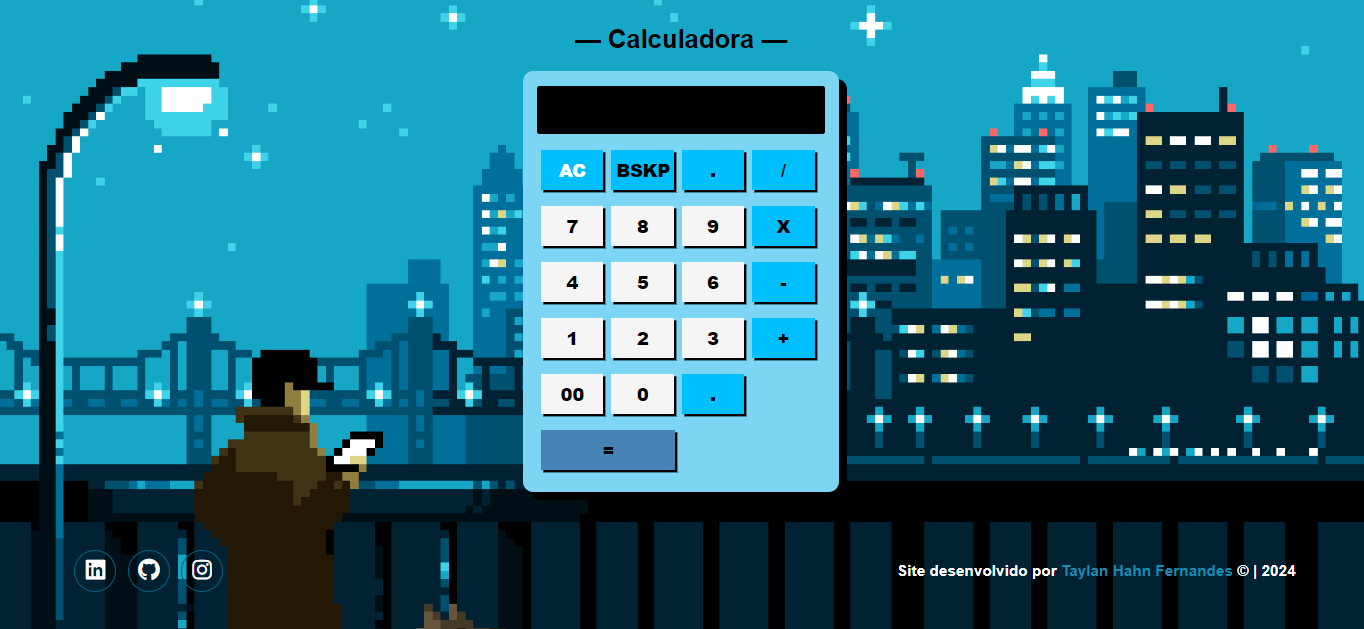 — Calculadora —
AC BSKP . /
7 8 9 X
4 5 6 -
1 2 3 +
00 0 .
=
in
Site desenvolvido por Taylan Hahn Fernandes © | 2024